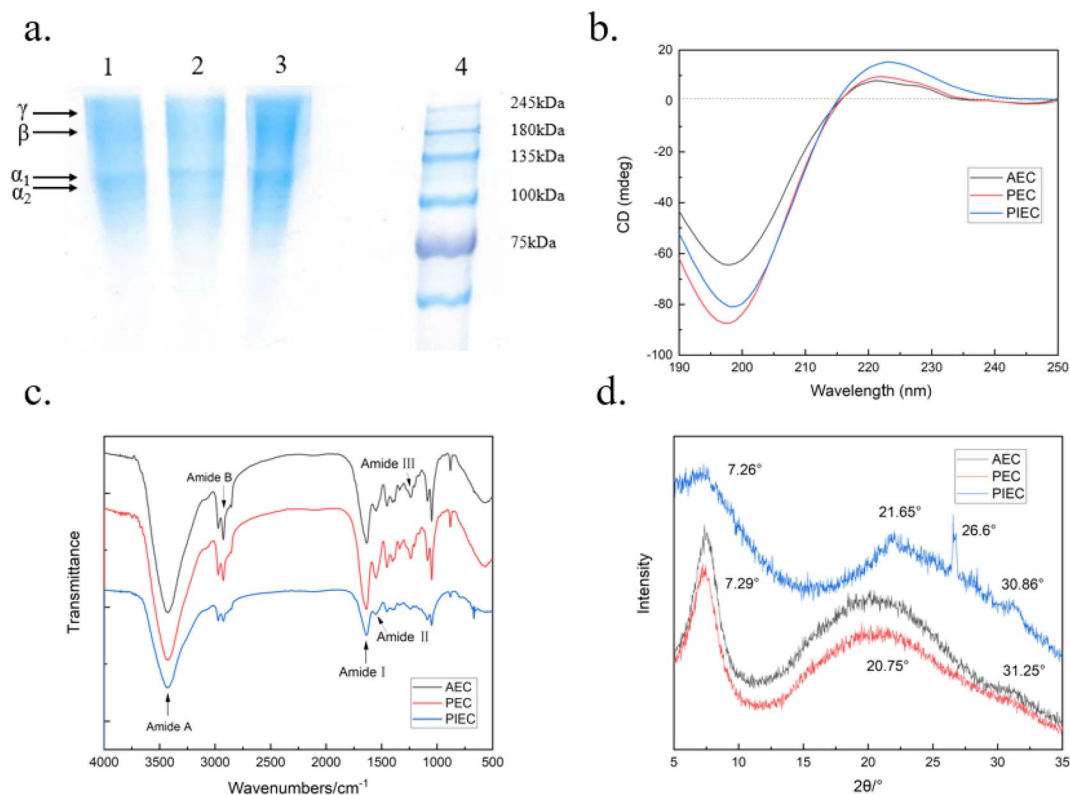 a.
1 2 3 4
γ
β
α1
α2
245kDa
180kDa
135kDa
100kDa
75kDa
b.
20
0
-20
-40
-60
-80
-100
CD (mdeg)
AEC
PEC
PIEC
190 200 210 220 230 240 250
Wavelength (nm)
c.
Transmittance
Amide B
Amide III
Amide II
Amide I
Amide A
AEC
PEC
PIEC
4000 3500 3000 2500 2000 1500 1000 500
Wavenumbers/cm-1
d.
Intensity
AEC
PEC
PIEC
7.26°
21.65°
26.6°
30.86°
7.29°
20.75°
31.25°
5 10 15 20 25 30 35
2θ/°